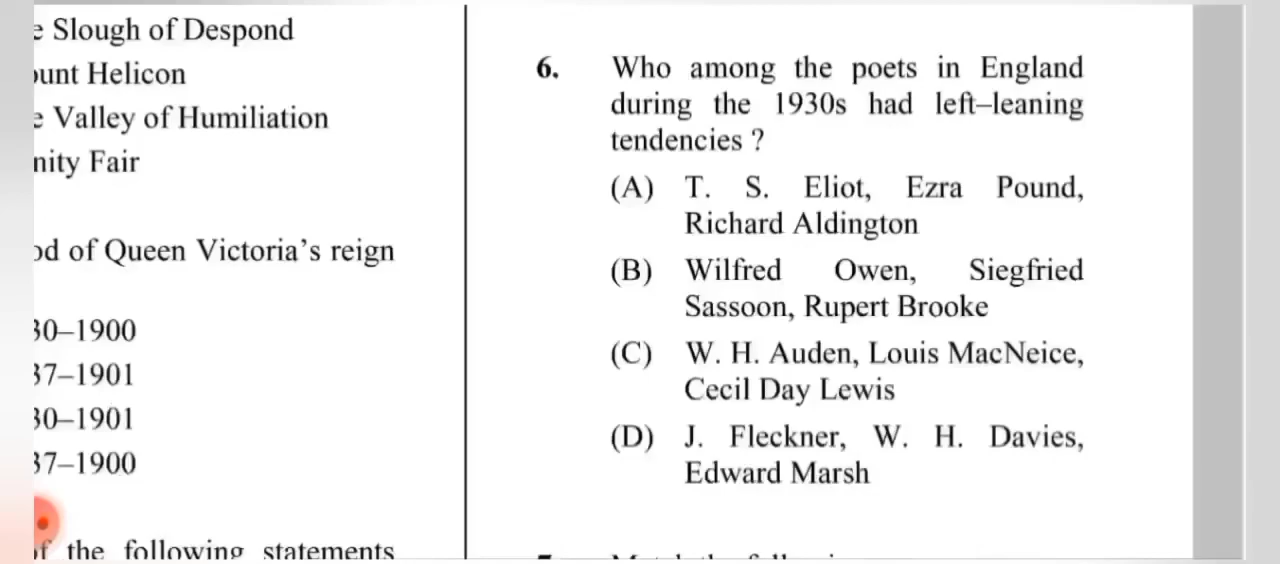 Slough of Despond
Helicon
Valley of Humiliation
Fair
of Queen Victoria's reign
30–1900
37–1901
30–1901
37–1900
the following statements
6. Who among the poets in England
during the 1930s had left–leaning
tendencies ?
(A) T. S. Eliot, Ezra Pound,
Richard Aldington
(B) Wilfred Owen, Siegfried
Sassoon, Rupert Brooke
(C) W. H. Auden, Louis MacNeice,
Cecil Day Lewis
(D) J. Fleckner, W. H. Davies,
Edward Marsh